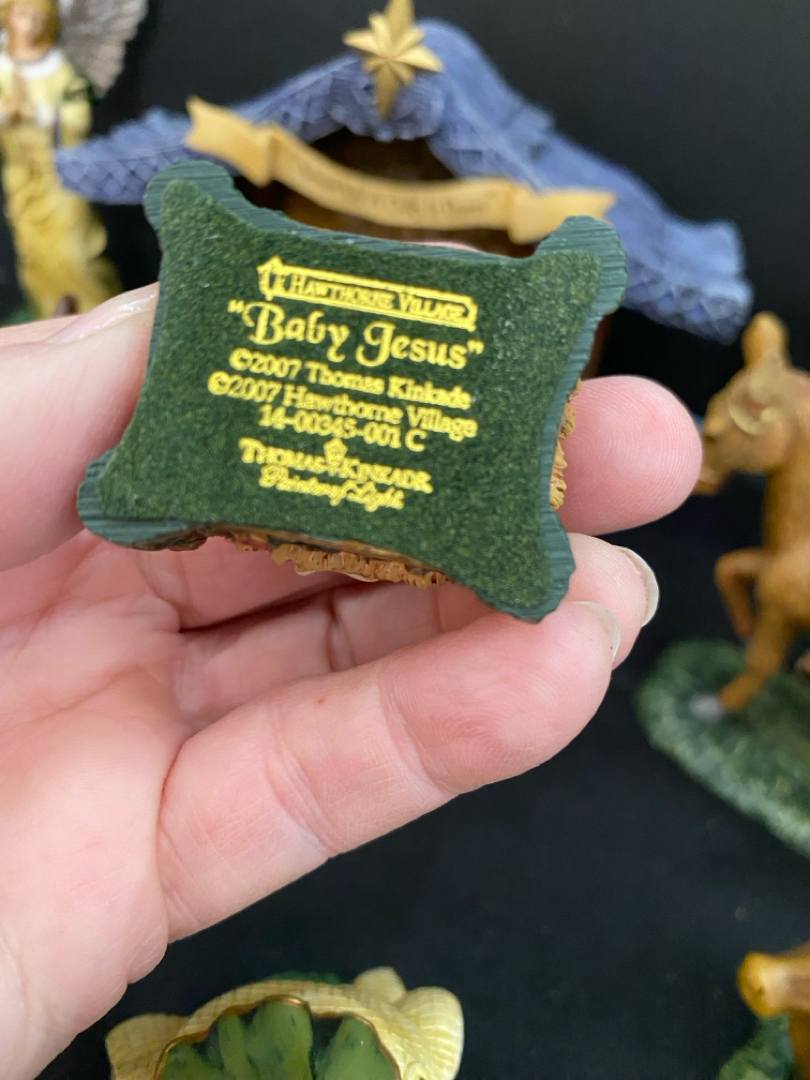 HAWTHORNE VILLAGE
"Baby Jesus"
©2007 Thomas Kinkade
©2007 Hawthorne Village
14-00345-001 C
THOMAS KINKADE
Painter of Light